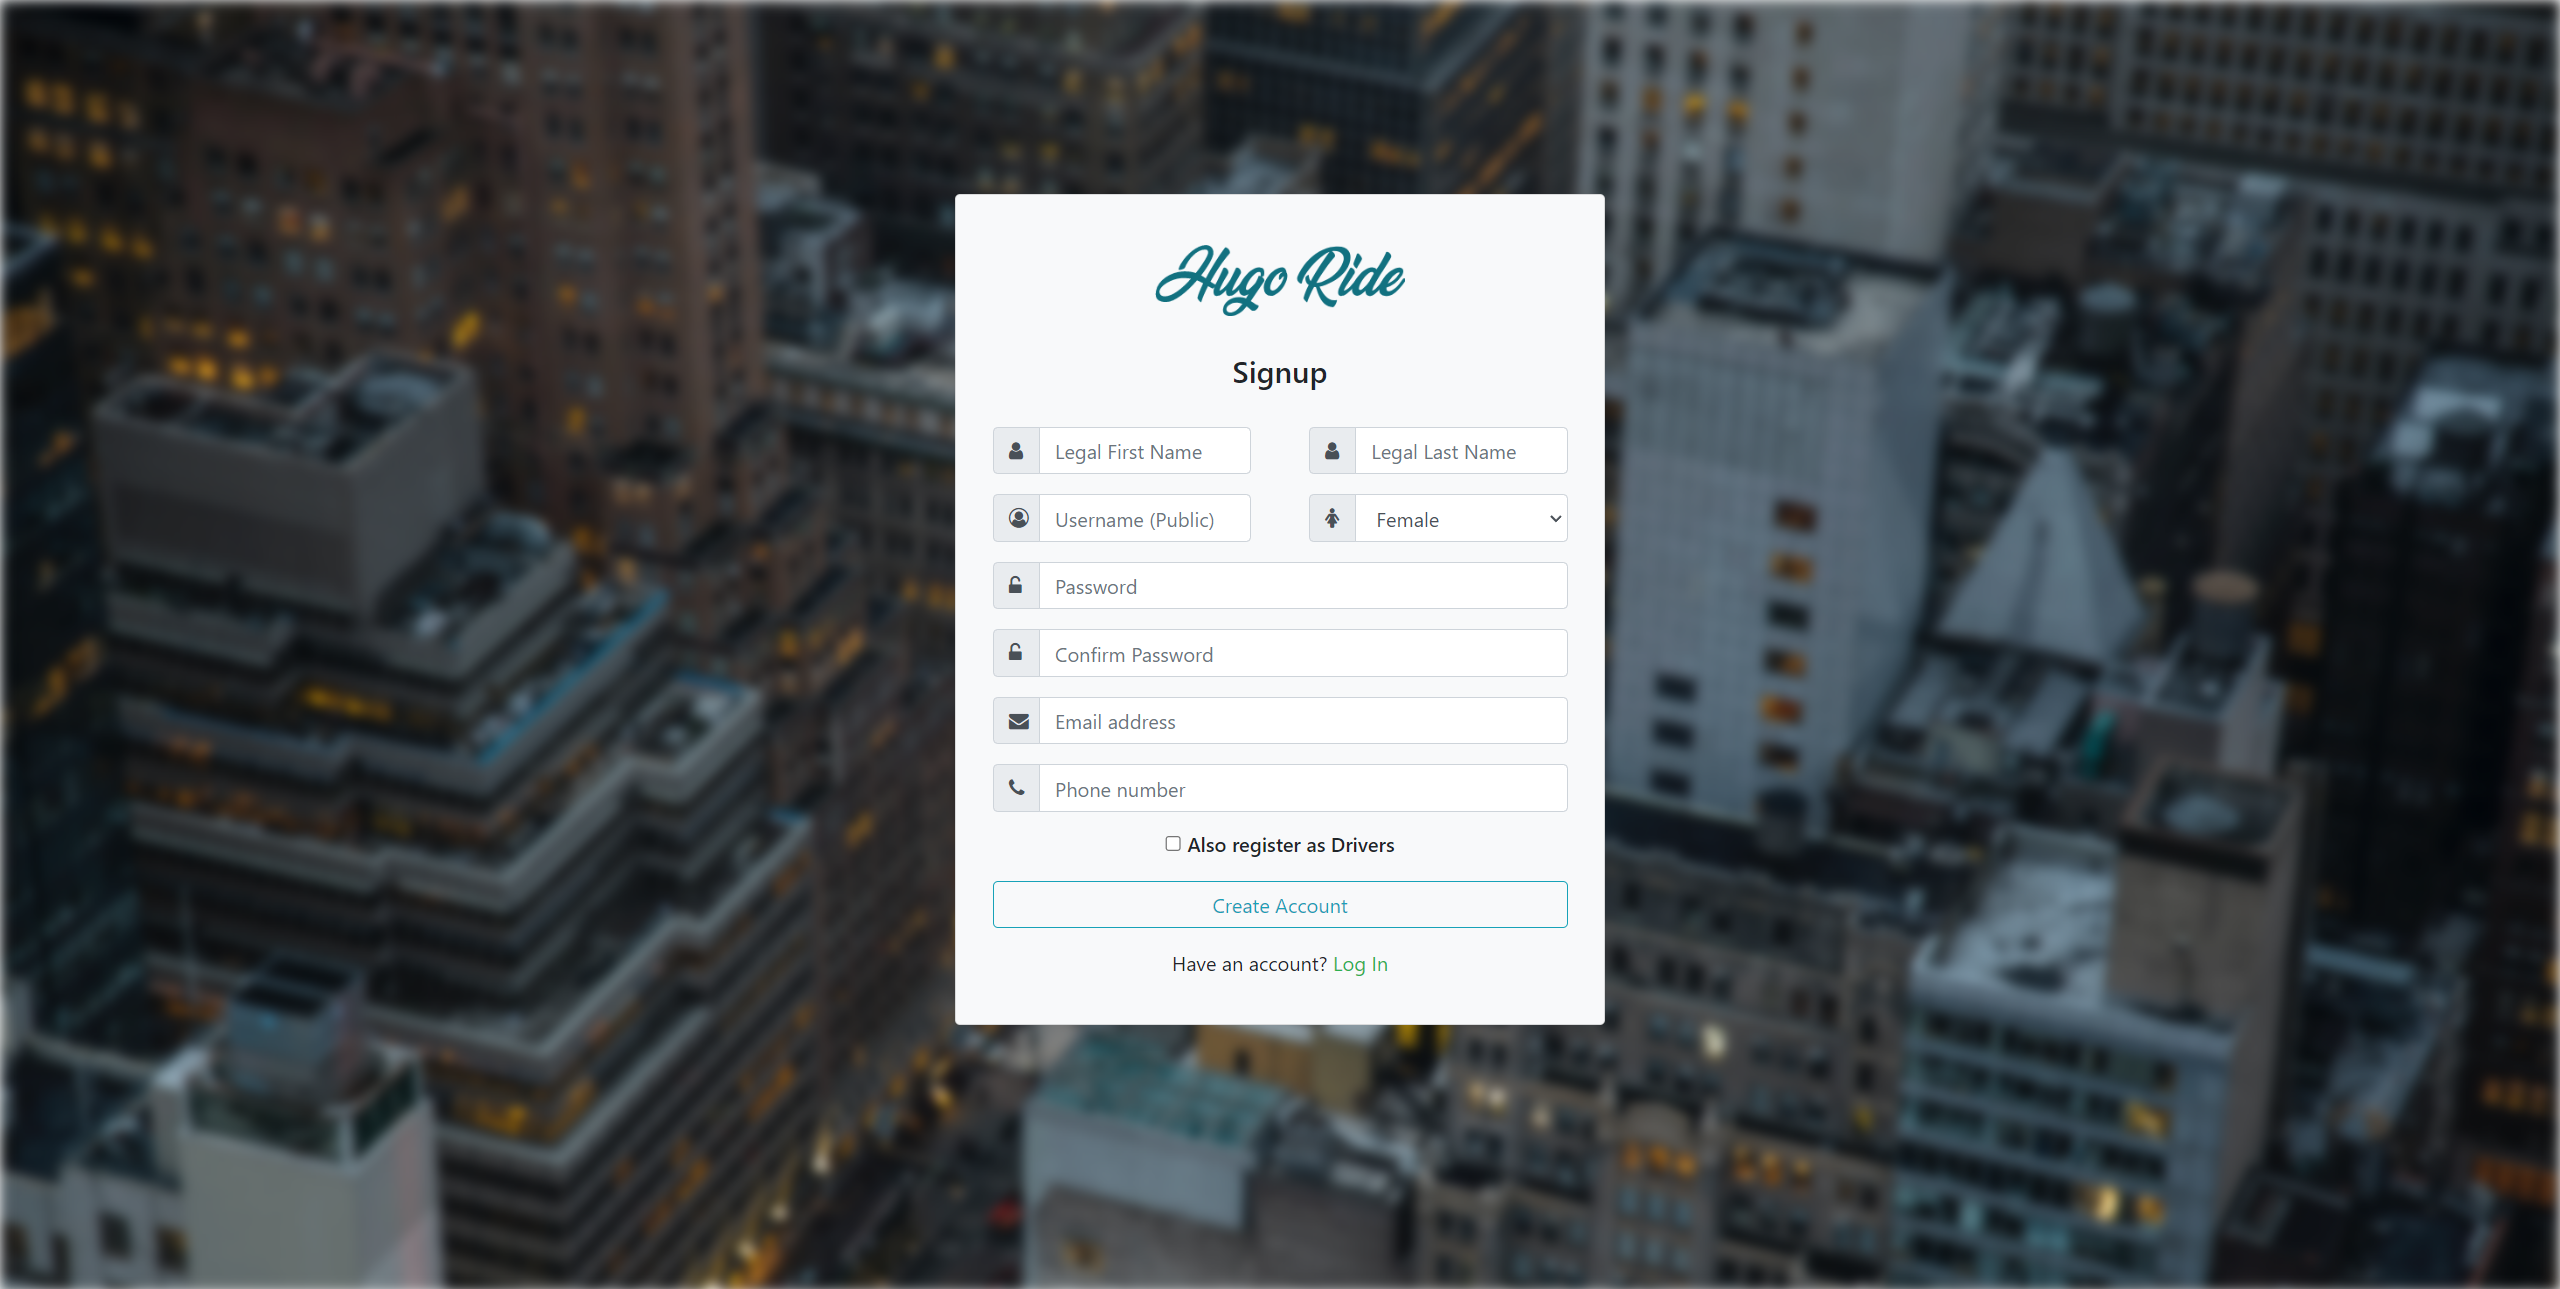 Hugo Ride
Signup
Legal First Name
Legal Last Name
Username (Public)
Female
Password
Confirm Password
Email address
Phone number
Also register as Drivers
Create Account
Have an account? Log In